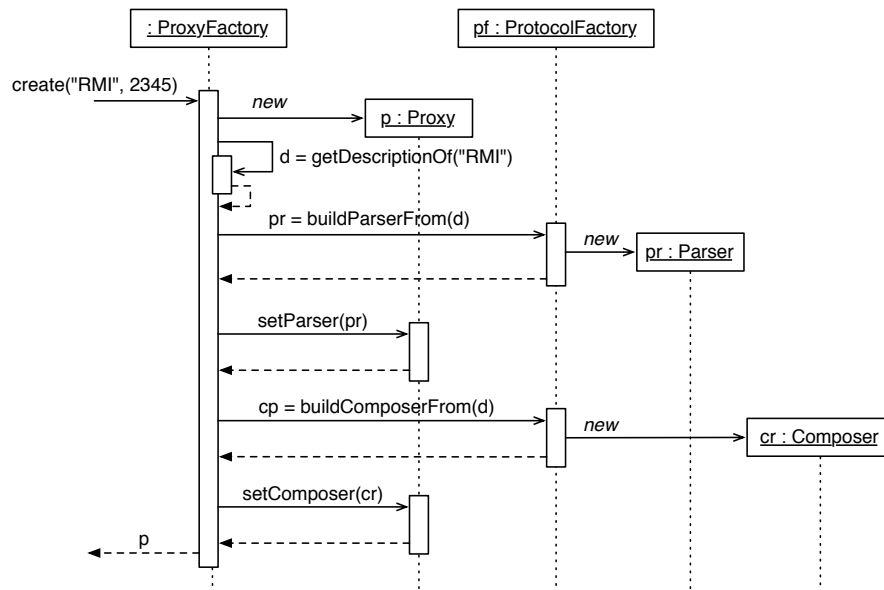 : ProxyFactory
pf : ProtocolFactory
create("RMI", 2345)
new
p : Proxy
d = getDescriptionOf("RMI")
pr = buildParserFrom(d)
new
pr : Parser
setParser(pr)
cp = buildComposerFrom(d)
new
cr : Composer
setComposer(cr)
p